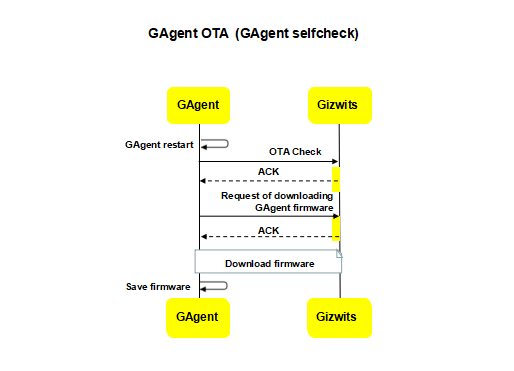 GAgent OTA (GAgent selfcheck)
GAgent
Gizwits
GAgent restart
OTA Check
ACK
Request of downloading
GAgent firmware
ACK
Download firmware
Save firmware
GAgent
Gizwits